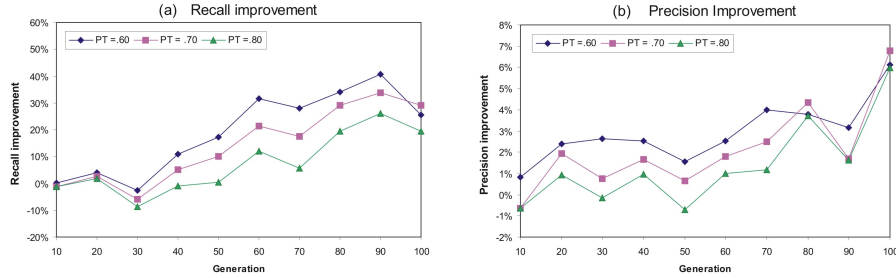 (a) Recall improvement
60%
50%
40%
30%
20%
10%
0%
-10%
-20%
Recall improvement
PT =.60 PT = .70 PT =.80
10 20 30 40 50 60 70 80 90 100
Generation
(b) Precision Improvement
8%
7%
6%
5%
4%
3%
2%
1%
0%
-1%
-2%
Precision improvement
PT =.60 PT = .70 PT =.80
10 20 30 40 50 60 70 80 90 100
Generation